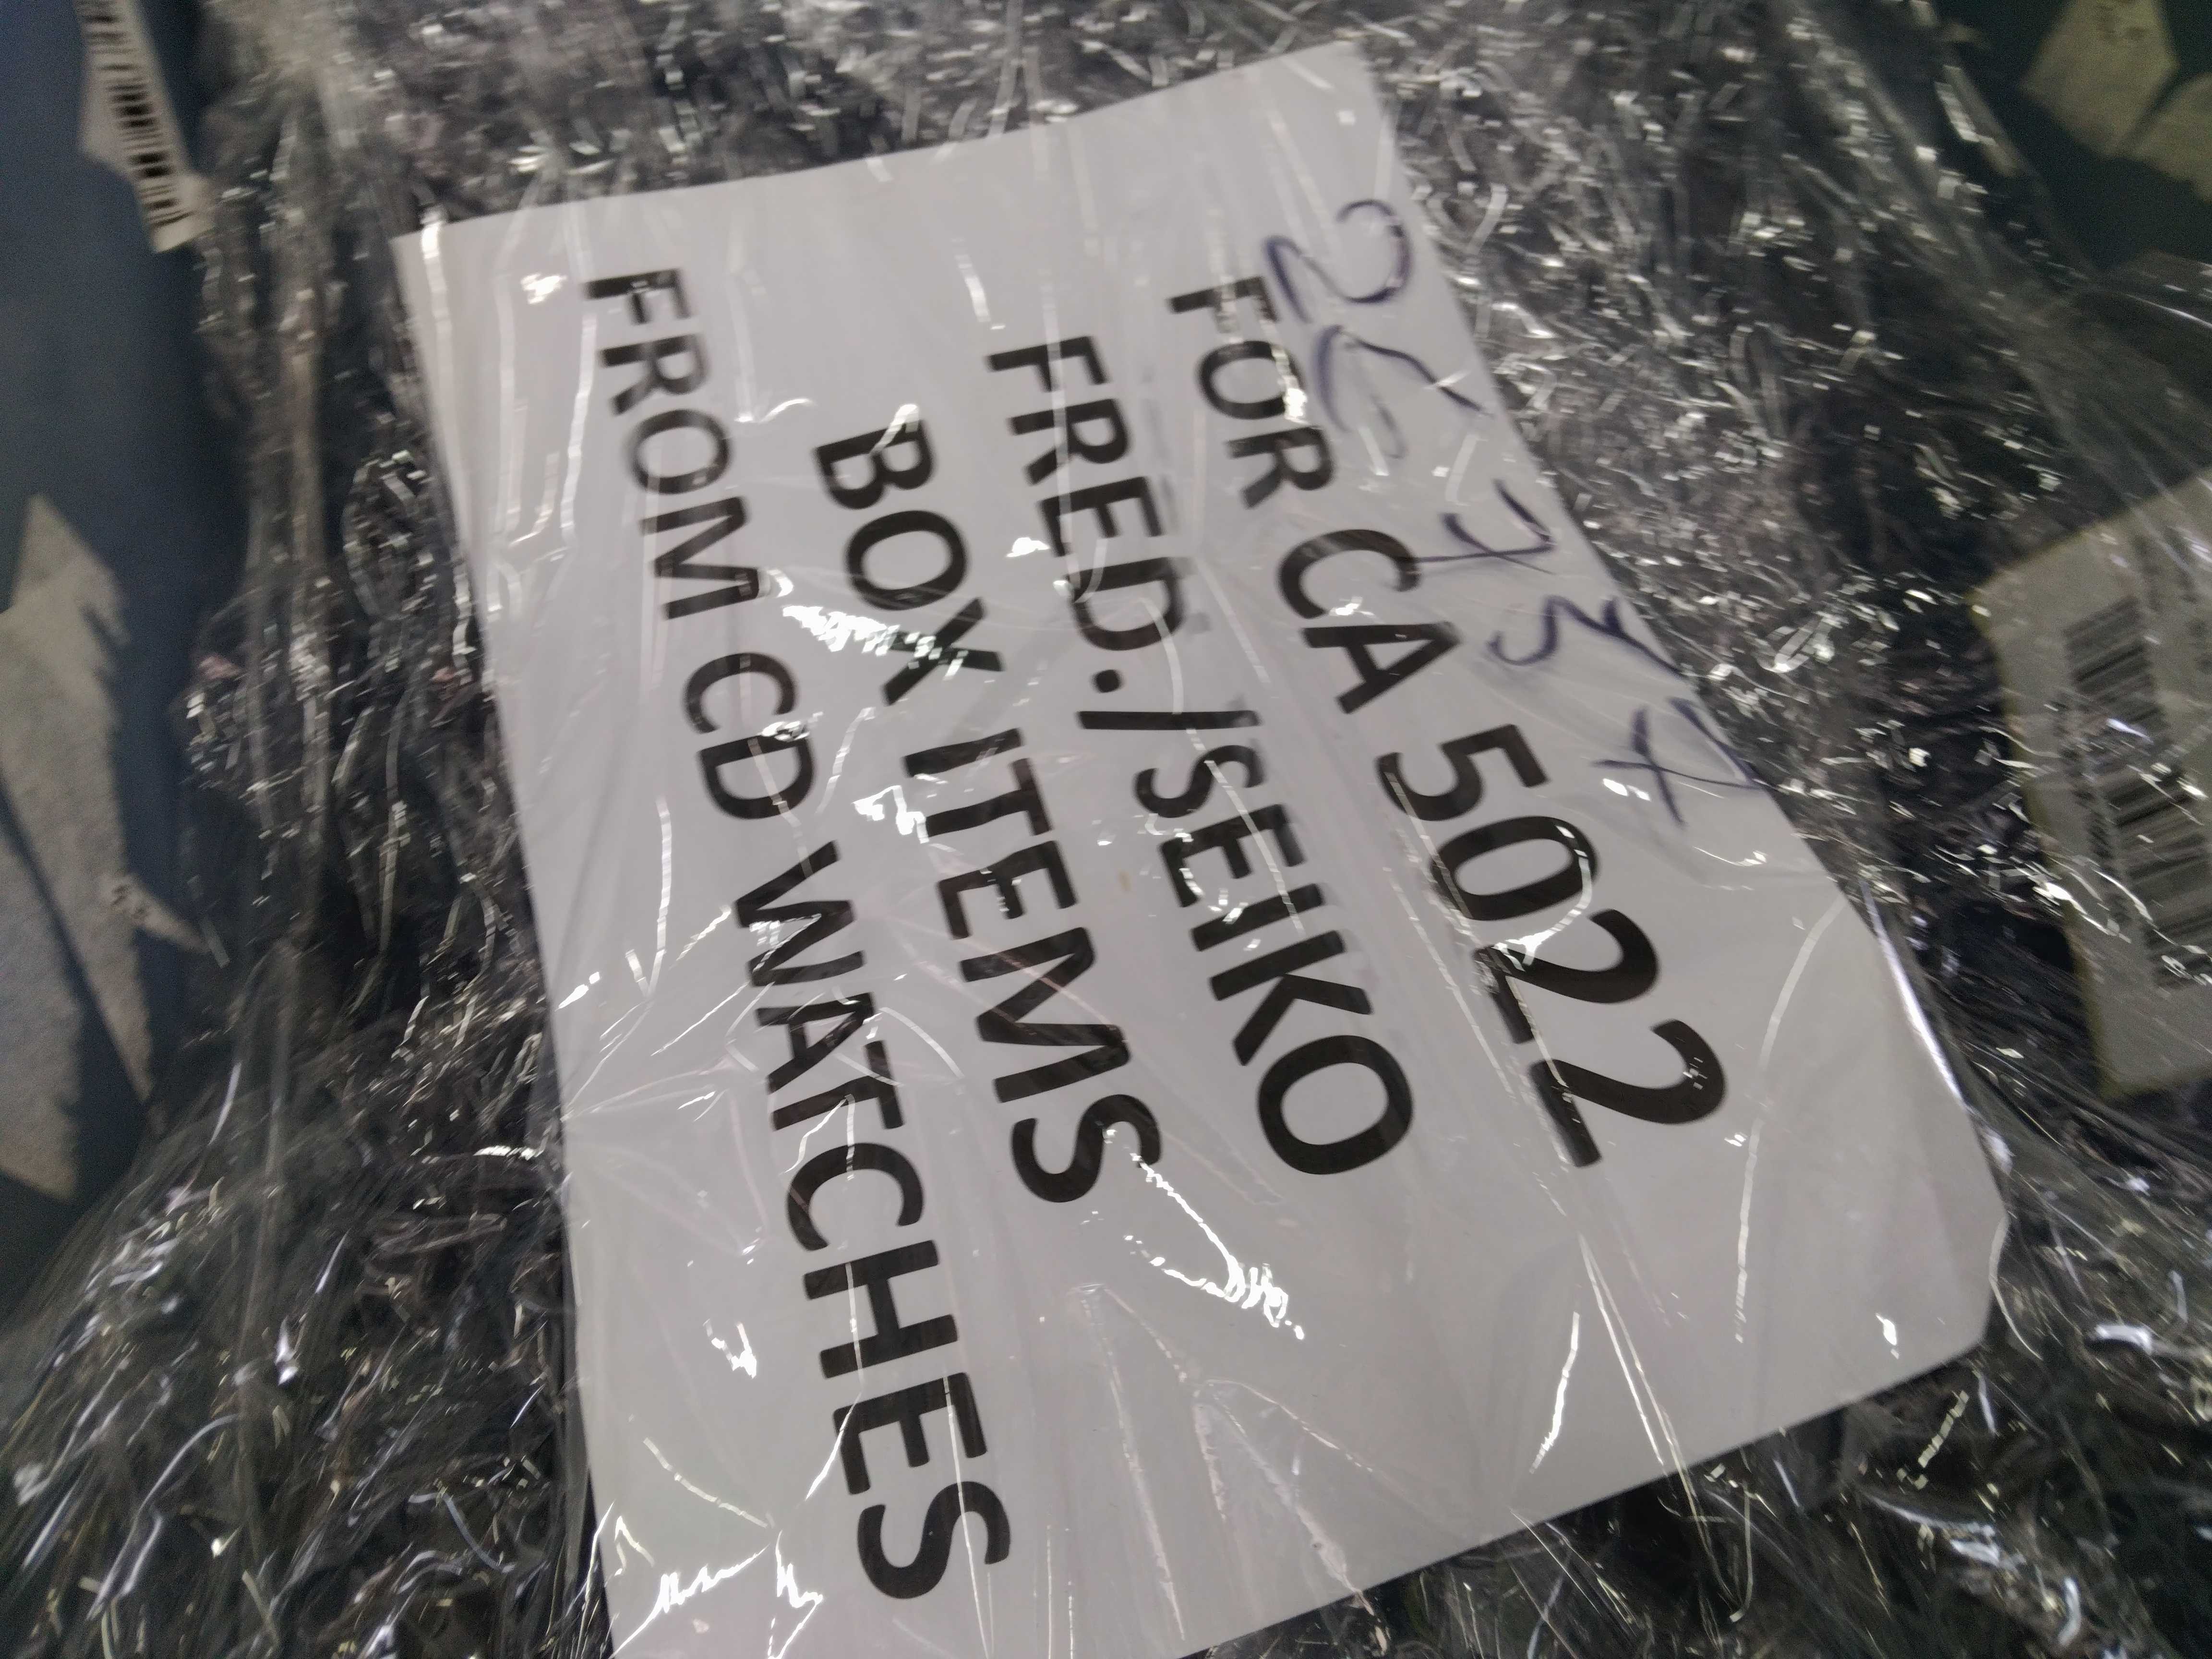 FOR CA 5022
FRED./SEIKO
BOX ITEMS
FROM CD WATCHES